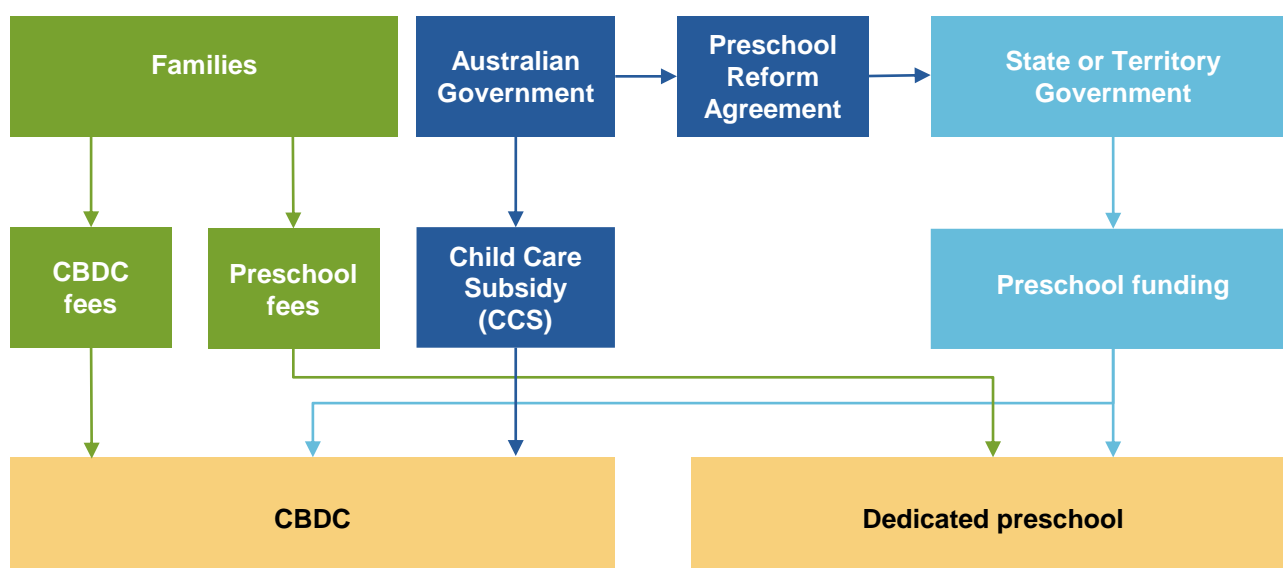 Families
Australian
Government
Preschool
Reform
Agreement
State or Territory
Government
CBDC
fees
Preschool
fees
Child Care
Subsidy
(CCS)
Preschool funding
CBDC
Dedicated preschool